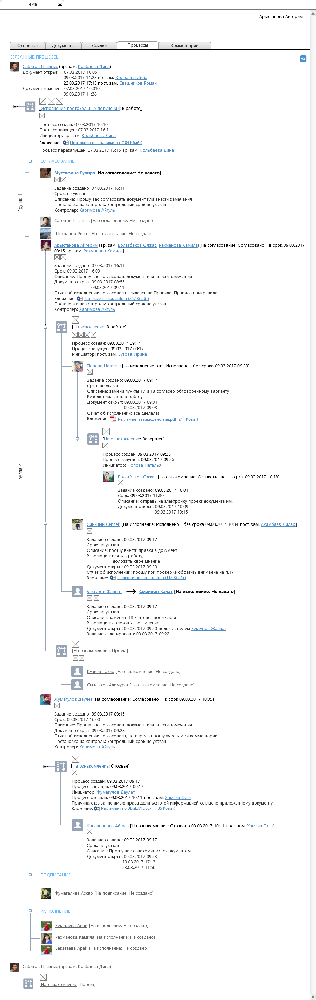 Тема
Арыстанова Айгерим
Основная Документы Ссылки Процессы Комментарии
СВЯЗАННЫЕ ПРОЦЕССЫ
Сабитов Шынгыс (вр. зам. Колбаева Дина)
Документ открыт: 07.03.2017 16:05
09.03.2017 11:23 вр. зам. Колбаева Дина
22.03.2017 17:13 пост. зам. Свешников Роман
Документ изменен: 07.03.2017 16:010
09.03.2017 11:38
[Исполнение протокольных поручений: В работе]
Процесс создан: 07.03.2017 16:10
Процесс запущен: 07.03.2017 16:11
Инициатор: вр. зам. Кольбаева Дина
Вложение: Протокол совещания.docx (104 Кбайт)
Процесс перезапущен: 07.03.2017 16:15 вр. зам. Кольбаева Дина
СОГЛАСОВАНИЕ
Группа 1
Мустафина Гулира [На согласование: Не начато]
Задание создано: 07.03.2017 16:11
Срок: не указан
Описание: Прошу вас согласовать документ или внести замечания
Постановка на контроль: контрольный срок не указан
Контролер: Каримова Айгуль
Сабитов Шынгыс [На согласование: Не создано]
Шокпаров Ринат [На согласование: Не создано]
Группа 2
Арыстанова Айгерим (вр. зам. Болатбеков Олжас, Рахманова Камила)[На согласование: Согласовано - в срок 09.03.2017
09:15 вр. зам. Рахманова Камила]
Задание создано: 07.03.2017 16:11
Срок: 09.03.2017 16:00
Описание: Прошу вас согласовать документ или внести замечания
Документ открыт: 09.03.2017 08:55
09.03.2017 09:11
Отчет об исполнении: согласовала ссылаясь на Правила. Правила прикрепила
Вложение: Типовые правила.docx (357 Кбайт)
Постановка на контроль: контрольный срок не указан
Контролер: Каримова Айгуль
[На исполнение: В работе]
Процесс создан: 09.03.2017 09:17
Процесс запущен: 09.03.2017 09:17
Инициатор: пост. зам. Бузова Ирина
Попова Наталья [На исполнение отв.: Исполнено - без срока 09.03.2017 09:30]
Задание создано: 09.03.2017 09:17
Срок: не указан
Описание: замени пункты 17 и 18 согласно обговоренному варианту
Резолюция: взять в работу
Документ открыт: 09.03.2017 09:01
09.03.2017 09:08
Отчет об исполнении: все сделала!
Вложение: Регламент взаимодействия.pdf (241 Кбайт)
[На ознакомление: Завершен]
Процесс создан: 09.03.2017 09:25
Процесс запущен: 09.03.2017 09:25
Инициатор: Попова Наталья
Болатбеков Олжас [На ознакомление: Ознакомлено - в срок 09.03.2017 10:18]
Задание создано: 09.03.2017 10:01
Срок: 09.03.2017 11:30
Описание: отправь на электронку проект документа им.
Документ открыт: 09.03.2017 10:09
09.03.2017 10:15
Синицын Сергей [На исполнение: Исполнено - без срока 09.03.2017 10:34 пост. зам. Акимбаев Дидар]
Задание создано: 09.03.2017 09:17
Срок: не указан
Описание: прошу внести правки в документ
Резолюция: взять в работу;
доложить свое мнение
Документ открыт: 09.03.2017 09:20
Отчет об исполнении: прошу при проверке обратить внимание на п.17
Вложение: Проект исходящего.docx (113 Кбайт)
Бектуров Жаннат → Смаилов Канат [На исполнение: Не начато]
Задание создано: 09.03.2017 09:17
Срок: не указан
Описание: замени п.13 - это по твоей части
Резолюция: доложить свое мнение
Документ открыт: 09.03.2017 09:20 пользователем Бектуров Жаннат
Задание делегировано: 09.03.2017 09:22
[На ознакомление: Проект]
Кузиев Тахир [На ознакомление: Не создано]
Сыздыков Алимурат [На ознакомление: Не создано]
Жумагулов Даулет [На согласование: Согласовано - в срок 09.03.2017 10:05]
Задание создано: 09.03.2017 09:15
Срок: 09.03.2017 16:00
Описание: Прошу вас согласовать документ или внести замечания
Документ открыт: 09.03.2017 09:28
Отчет об исполнении: согласовала, но впредь прошу учесть мои комментарии!
Постановка на контроль: контрольный срок не указан
Контролер: Каримова Айгуль
[На ознакомление: Отозван]
Процесс создан: 09.03.2017 09:17
Процесс запущен: 09.03.2017 09:17
Инициатор: Жумагулов Даулет
Процесс отозван: 09.03.2017 10:11 пост. зам. Хамзин Олег
Причина отзыва: не имею права делиться этой информацией согласно приложенному документу
Вложение: Регламент по ЗБиШИ.docx (1135 Кбайт)
Канапьянова Айгуль [На ознакомление: Отозвано 09.03.2017 10:11 пост. зам. Хамзин Олег]
Задание создано: 09.03.2017 09:17
Срок: не указан
Описание: Прошу вас ознакомиться с документом.
Документ открыт: 09.03.2017 09:23
10.03.2017 17:13
23.03.2017 11:56
ПОДПИСАНИЕ
Жумагалиев Аскар [На подписание: Не создано]
ИСПОЛНЕНИЕ
Бекетаева Арай [На исполнение: Не создано]
Рахманова Камила [На исполнение: Не создано]
Бекетаева Арай [На исполнение: Не создано]
Сабитов Шынгыс (вр. зам. Колбаева Дина)
[На ознакомление: Проект]